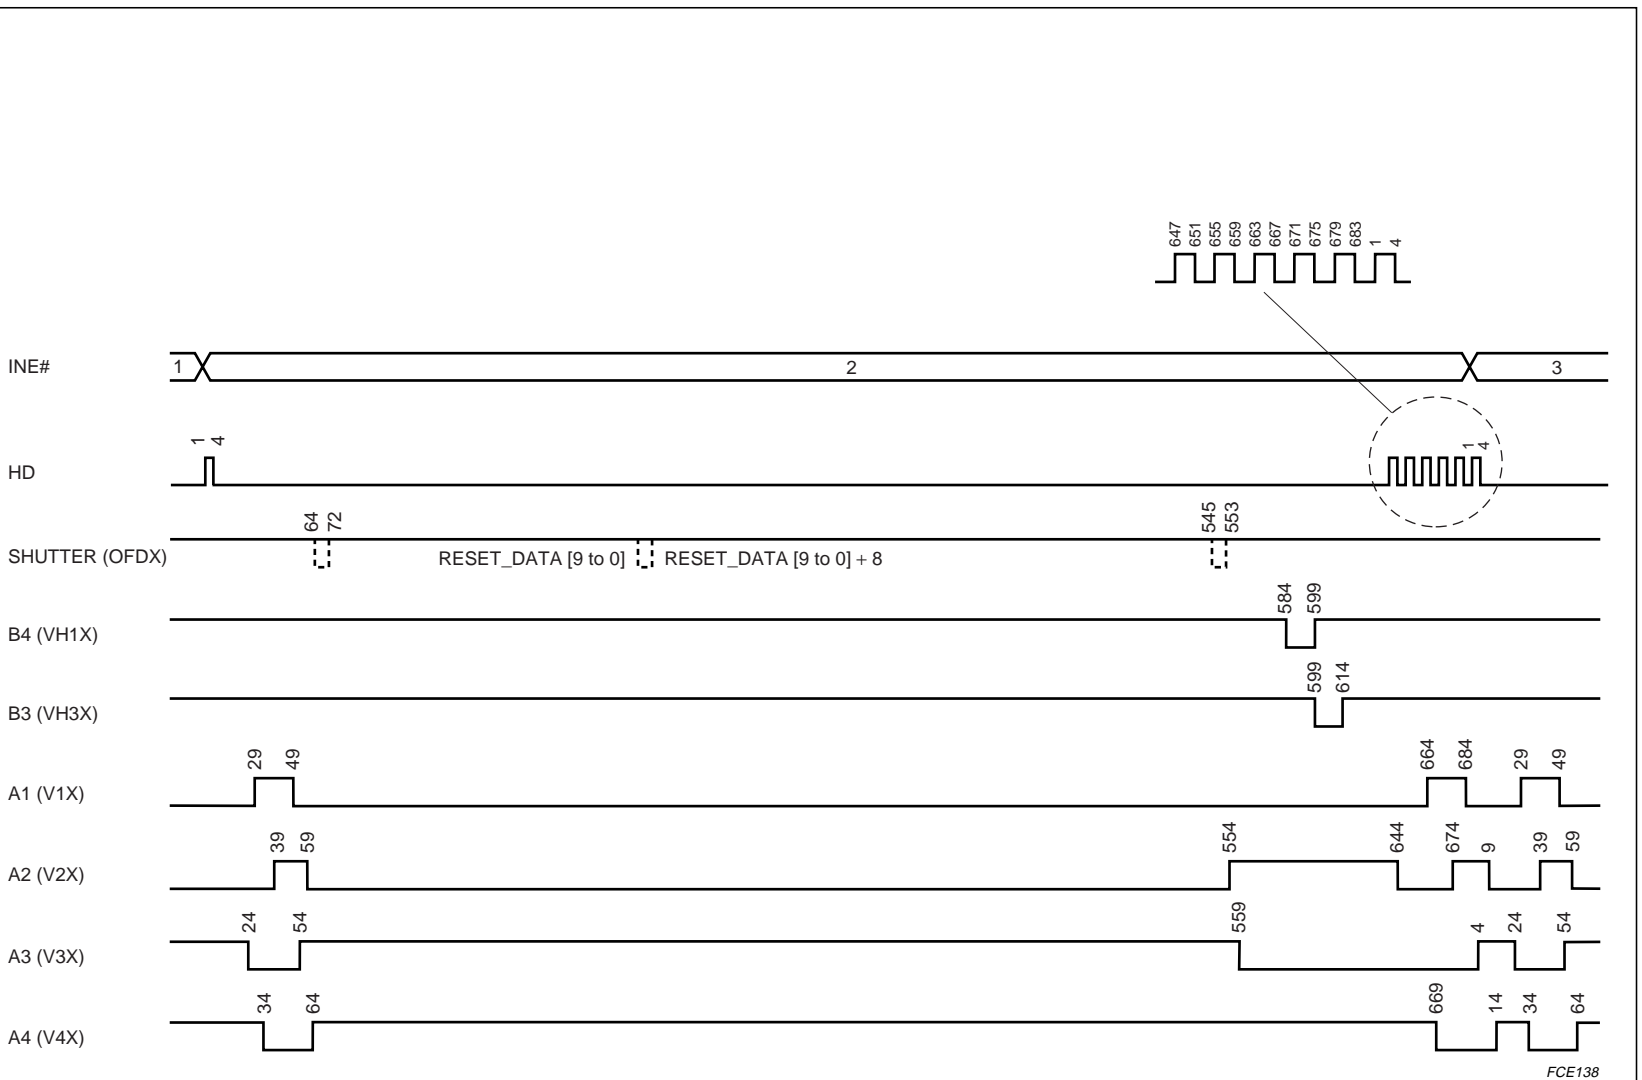 647 651 655 659 663 667 671 675 679 683 1 4
INE# 1 2 3
HD 1 4 1 4
64 72 545 553
SHUTTER (OFDX) RESET_DATA [9 to 0] RESET_DATA [9 to 0] + 8
584 599
B4 (VH1X)
599 614
B3 (VH3X)
29 49 664 684 29 49
A1 (V1X)
39 59 554 644 674 9 39 59
A2 (V2X)
24 54 559 4 24 54
A3 (V3X)
34 64 669 14 34 64
A4 (V4X)
FCE138